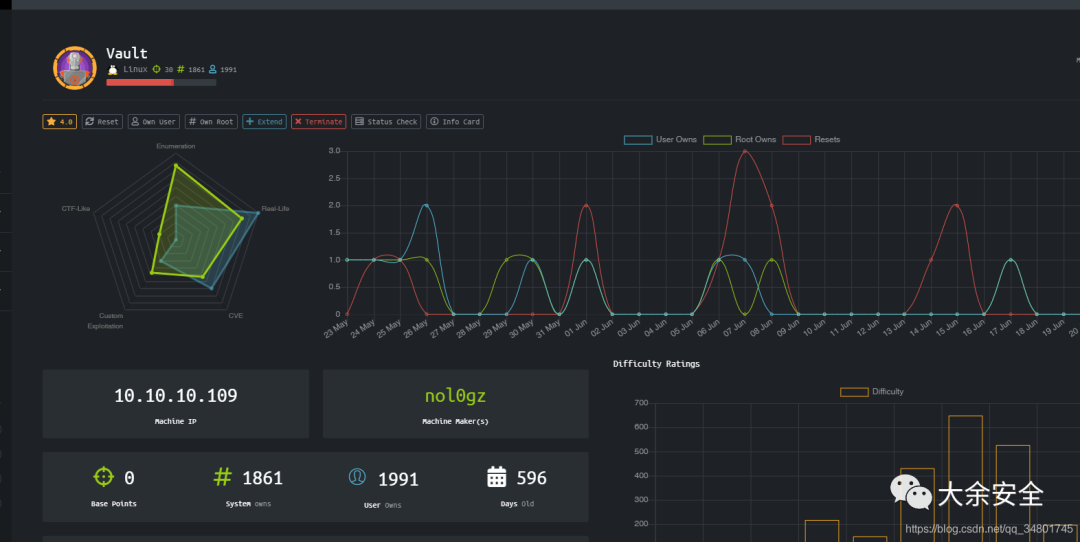 Vault
Linux 30 # 1861 1991
4.8 Reset Own User # Own Root Extend Terminate Status Check Info Card
Enumeration
Real-Life
CVE
Custom
Exploitation
CTF-Like
User Owns Root Owns Resets
3.0
2.5
2.0
1.5
1.0
0.5
0
23 May 24 May 25 May 26 May 27 May 28 May 29 May 30 May 31 May 01 Jun 02 Jun 03 Jun 04 Jun 05 Jun 06 Jun 07 Jun 08 Jun 09 Jun 10 Jun 11 Jun 12 Jun 13 Jun 14 Jun 15 Jun 16 Jun 17 Jun 18 Jun 19 Jun 20
10.10.10.109
Machine IP
nol0gz
Machine Maker(s)
0
Base Points
# 1861
System owns
1991
User Owns
596
Days Old
Difficulty Ratings
Difficulty
700
600
500
400
300
200
大余安全
https://blog.csdn.net/qq_34801745